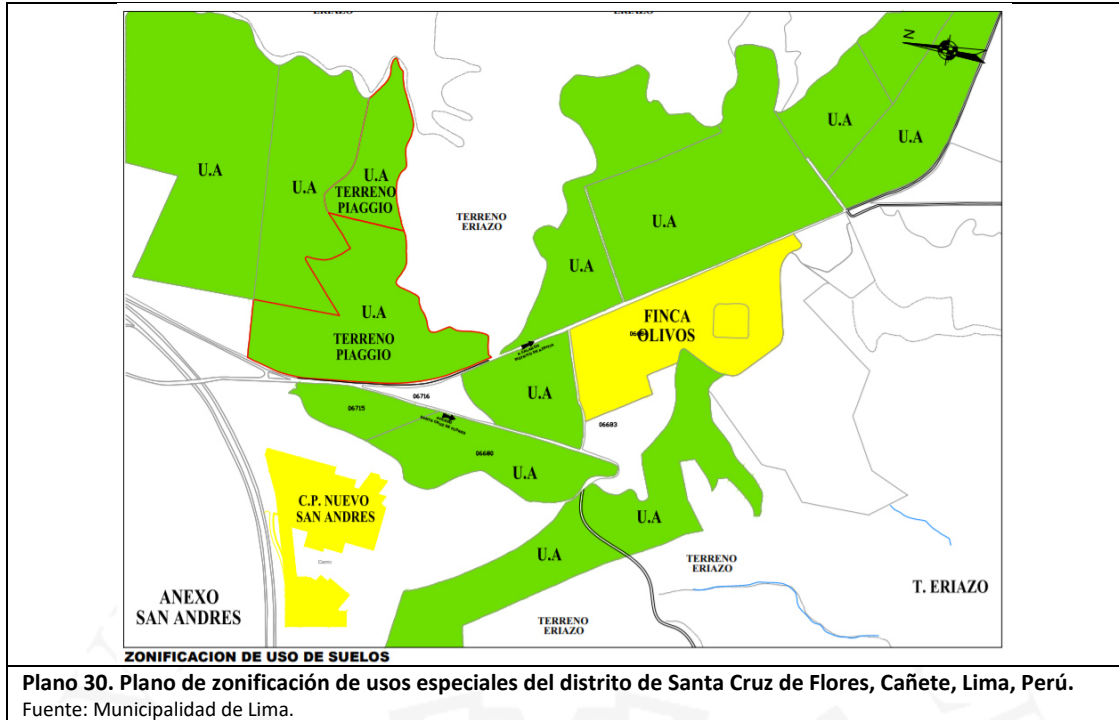 N
U.A
U.A
U.A
U.A
U.A
TERRENO
PIAGGIO
TERRENO
ERIAZO
U.A
U.A
U.A
TERRENO
PIAGGIO
FINCA
OLIVOS
06715
06716
U.A
06683
06680
U.A
C.P. NUEVO
SAN ANDRES
U.A
U.A
TERRENO
ERIAZO
T. ERIAZO
ANEXO
SAN ANDRES
TERRENO
ERIAZO
ZONIFICACION DE USO DE SUELOS
Plano 30. Plano de zonificación de usos especiales del distrito de Santa Cruz de Flores, Cañete, Lima, Perú.
Fuente: Municipalidad de Lima.